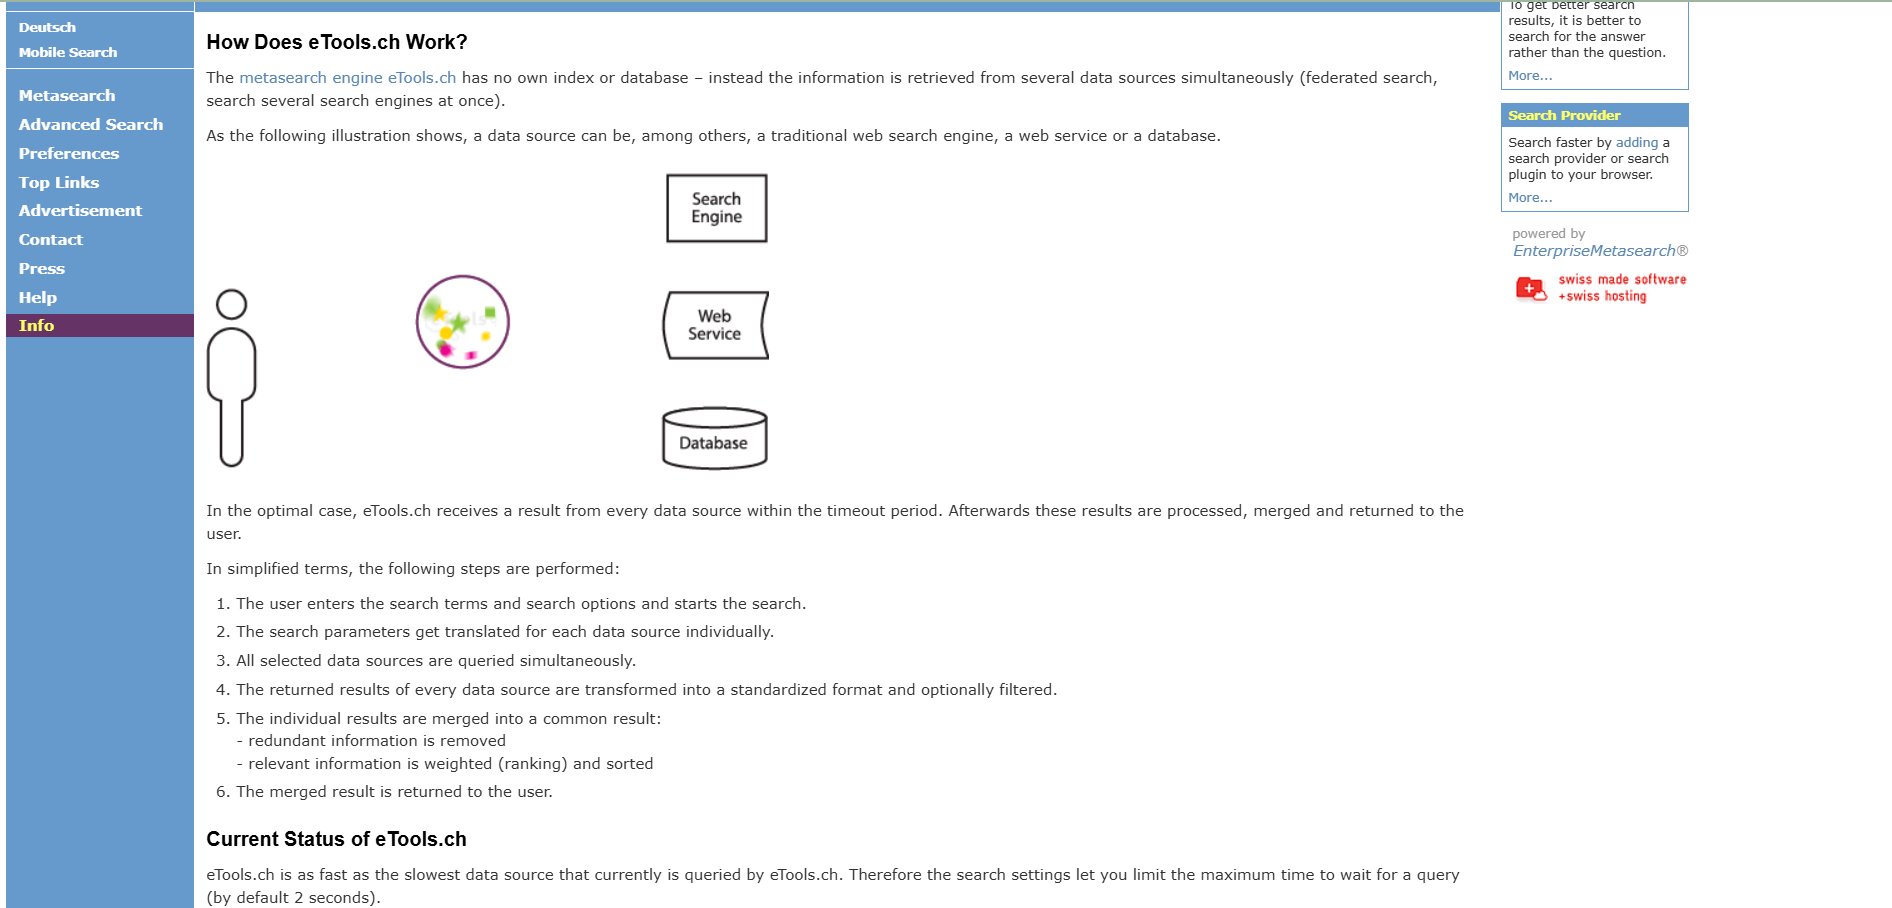 Deutsch
Mobile Search
Metasearch
Advanced Search
Preferences
Top Links
Advertisement
Contact
Press
Help
Info
How Does eTools.ch Work?
The metasearch engine eTools.ch has no own index or database – instead the information is retrieved from several data sources simultaneously (federated search,
search several search engines at once).
As the following illustration shows, a data source can be, among others, a traditional web search engine, a web service or a database.
Search
Engine
Web
Service
Database
In the optimal case, eTools.ch receives a result from every data source within the timeout period. Afterwards these results are processed, merged and returned to the
user.
In simplified terms, the following steps are performed:
1. The user enters the search terms and search options and starts the search.
2. The search parameters get translated for each data source individually.
3. All selected data sources are queried simultaneously.
4. The returned results of every data source are transformed into a standardized format and optionally filtered.
5. The individual results are merged into a common result:
- redundant information is removed
- relevant information is weighted (ranking) and sorted
6. The merged result is returned to the user.
Current Status of eTools.ch
eTools.ch is as fast as the slowest data source that currently is queried by eTools.ch. Therefore the search settings let you limit the maximum time to wait for a query
(by default 2 seconds).
To get better search
results, it is better to
search for the answer
rather than the question.
More...
Search Provider
Search faster by adding a
search provider or search
plugin to your browser.
More...
powered by
EnterpriseMetasearch®
swiss made software
+swiss hosting